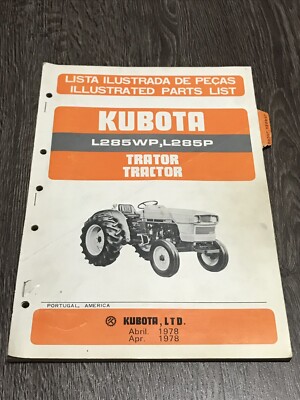 LISTA ILUSTRADA DE PEÇAS
ILLUSTRATED PARTS LIST
KUBOTA
L285WP, L285P
TRATOR
TRACTOR
PORTUGAL, AMERICA
KUBOTA, LTD.
Abril. 1978
Apr. 1978